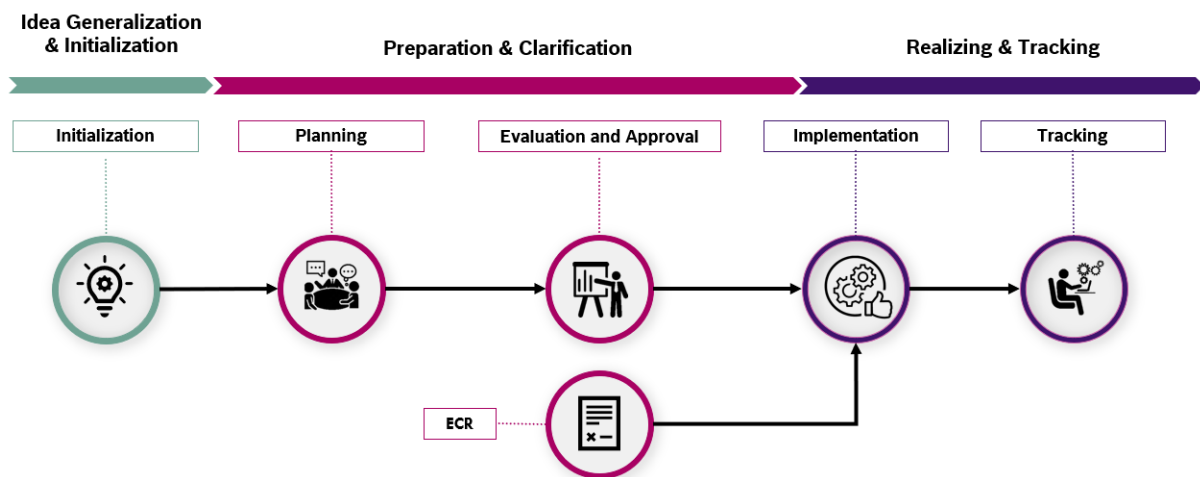 Idea Generalization
& Initialization
Preparation & Clarification
Realizing & Tracking
Initialization
Planning
Evaluation and Approval
Implementation
Tracking
ECR